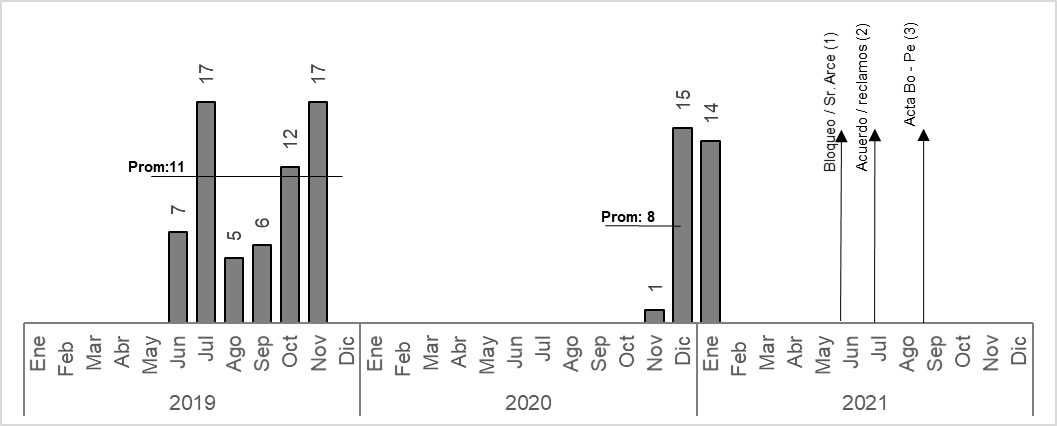 Bloqueo / Sr. Arce (1)
Acuerdo / reclamos (2)
Acta Bo - Pe (3)
17
17
15
14
12
Prom:11
7
5
6
Prom: 8
1
Ene Feb Mar Abr May Jun Jul Ago Sep Oct Nov Dic Ene Feb Mar Abr May Jun Jul Ago Sep Oct Nov Dic Ene Feb Mar Abr May Jun Jul Ago Sep Oct Nov Dic
2019 2020 2021